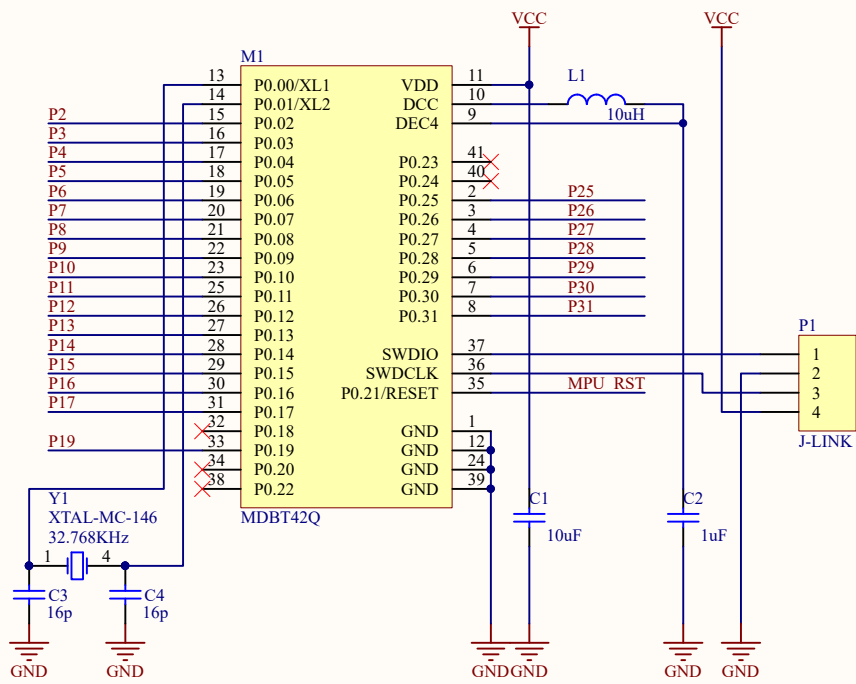 VCC
VCC
M1
L1
10uH
13 P0.00/XL1 VDD 11
14 P0.01/XL2 DCC 10
P2 15 P0.02 DEC4 9
P3 16 P0.03
P4 17 P0.04 P0.23 41
P5 18 P0.05 P0.24 40
P6 19 P0.06 P0.25 2 P25
P7 20 P0.07 P0.26 3 P26
P8 21 P0.08 P0.27 4 P27
P9 22 P0.09 P0.28 5 P28
P10 23 P0.10 P0.29 6 P29
P11 25 P0.11 P0.30 7 P30
P12 26 P0.12 P0.31 8 P31
P13 27 P0.13
P14 28 P0.14 SWDIO 37
P15 29 P0.15 SWDCLK 36
P16 30 P0.16 P0.21/RESET 35 MPU_RST
P17 31 P0.17
32 P0.18 GND 1
P19 33 P0.19 GND 12
34 P0.20 GND 24
38 P0.22 GND 39
MDBT42Q
P1
1
2
3
4
J-LINK
Y1
XTAL-MC-146
32.768KHz
1 4
C3
16p
C4
16p
C1
10uF
C2
1uF
GND
GND
GND
GND
GND
GND